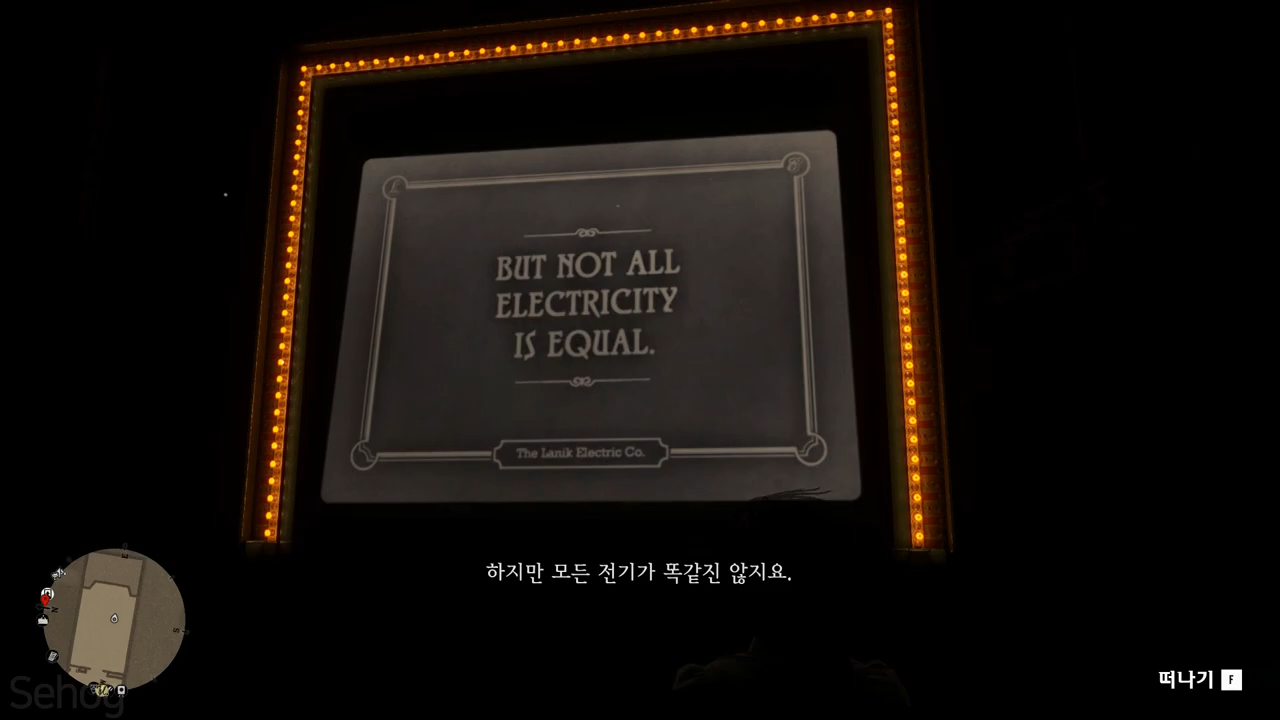 BUT NOT ALL
ELECTRICITY
IS EQUAL.
The Lanik Electric Co.
하지만 모든 전기가 똑같진 않지요.
떠나기 F
Sehog